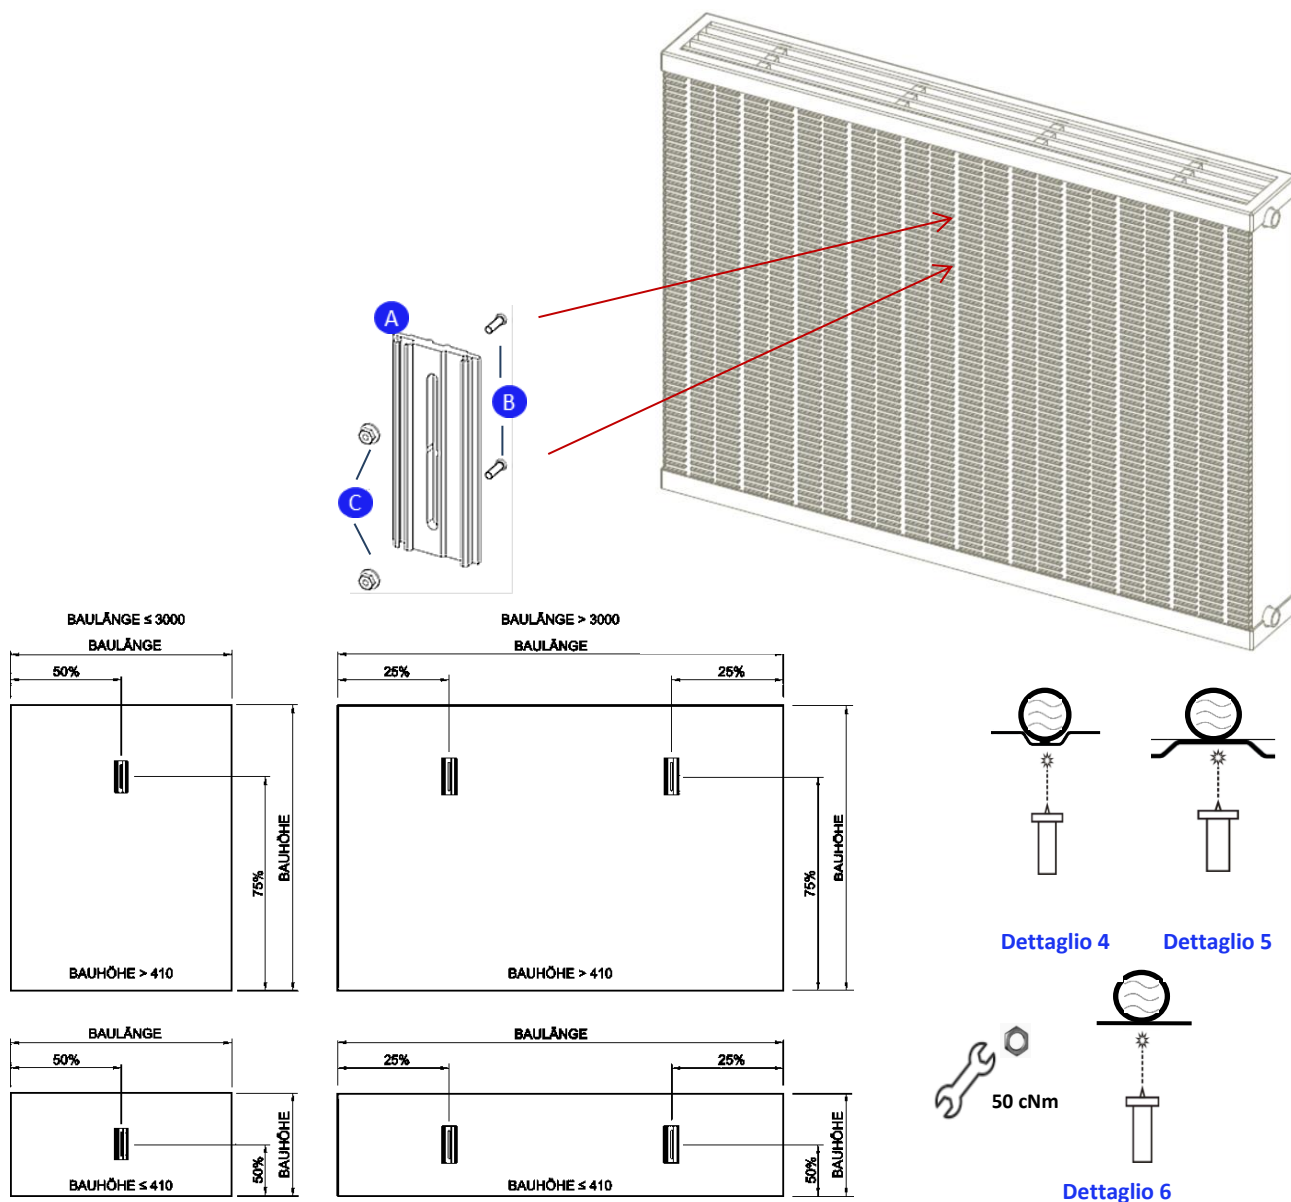 A
B
C
BAULÄNGE ≤ 3000
BAULÄNGE
50%
75%
BAUHÖHE
BAUHÖHE > 410
BAULÄNGE > 3000
BAULÄNGE
25%
25%
75%
BAUHÖHE
BAUHÖHE > 410
Dettaglio 4
Dettaglio 5
BAULÄNGE
50%
50%
BAUHÖHE
BAUHÖHE ≤ 410
BAULÄNGE
25%
25%
50%
BAUHÖHE
BAUHÖHE ≤ 410
50 cNm
Dettaglio 6